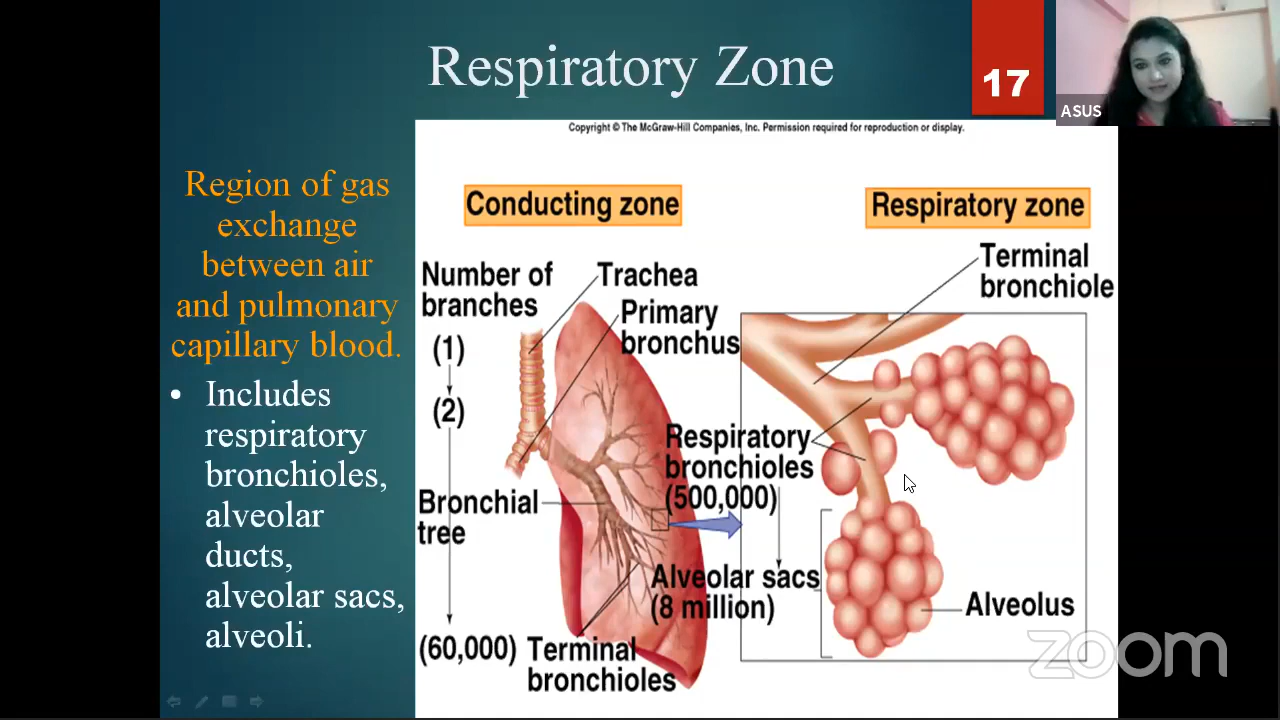 Respiratory Zone
17
ASUS
Region of gas
exchange
between air
and pulmonary
capillary blood.
• Includes
respiratory
bronchioles,
alveolar
ducts,
alveolar sacs,
alveoli.
Copyright © The McGraw-Hill Companies, Inc. Permission required for reproduction or display.
Conducting zone
Number of
branches
(1)
(2)
Trachea
Primary
bronchus
Bronchial
tree
(60,000)
Terminal
bronchioles
Respiratory zone
Terminal
bronchiole
Respiratory
bronchioles
(500,000)
Alveolar sacs
(8 million)
Alveolus
zoom